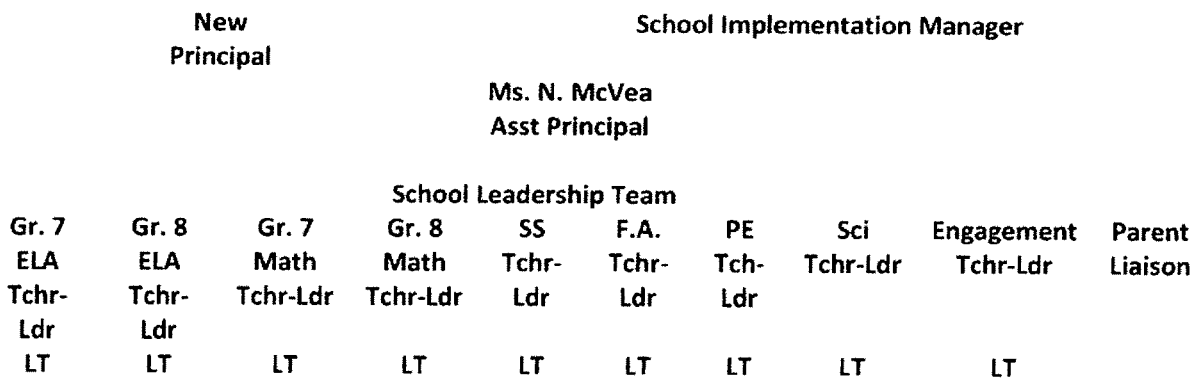 New School Implementation Manager
Principal
Ms. N. McVea
Asst Principal
School Leadership Team
Gr. 7 Gr. 8 Gr. 7 Gr. 8 SS F.A. PE Sci Engagement Parent
ELA ELA Math Math Tchr- Tchr- Tch- Tchr-Ldr Tchr-Ldr Liaison
Tchr- Tchr- Tchr-Ldr Tchr-Ldr Ldr Ldr Ldr
Ldr Ldr
LT LT LT LT LT LT LT LT LT